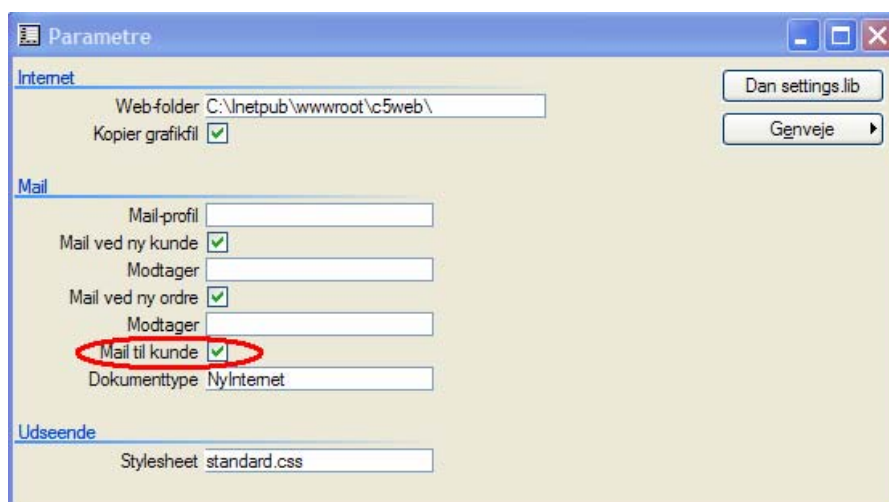 Parametre
Internet
Dan settings.lib
Web-folder C:\Inetpub\wwwroot\c5web\
Kopier grafikfil
Genveje
Mail
Mail-profil
Mail ved ny kunde
Modtager
Mail ved ny ordre
Modtager
Mail til kunde
Dokumenttype NyInternet
Udseende
Stylesheet standard.css